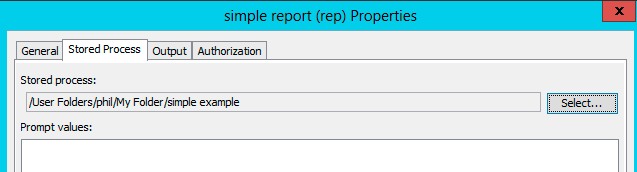 simple report (rep) Properties
x
General Stored Process Output Authorization
Stored process:
/User Folders/phil/My Folder/simple example Select...
Prompt values: